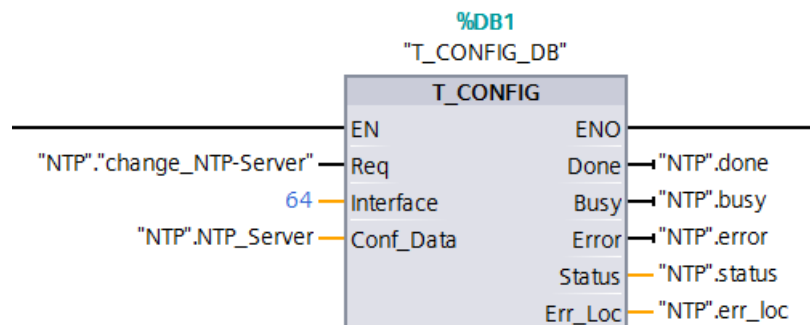 %DB1
"T_CONFIG_DB"
T_CONFIG
EN ENO
"NTP"."change_NTP-Server" Req Done "NTP".done
64 Interface Busy "NTP".busy
"NTP".NTP_Server Conf_Data Error "NTP".error
Status "NTP".status
Err_Loc "NTP".err_loc